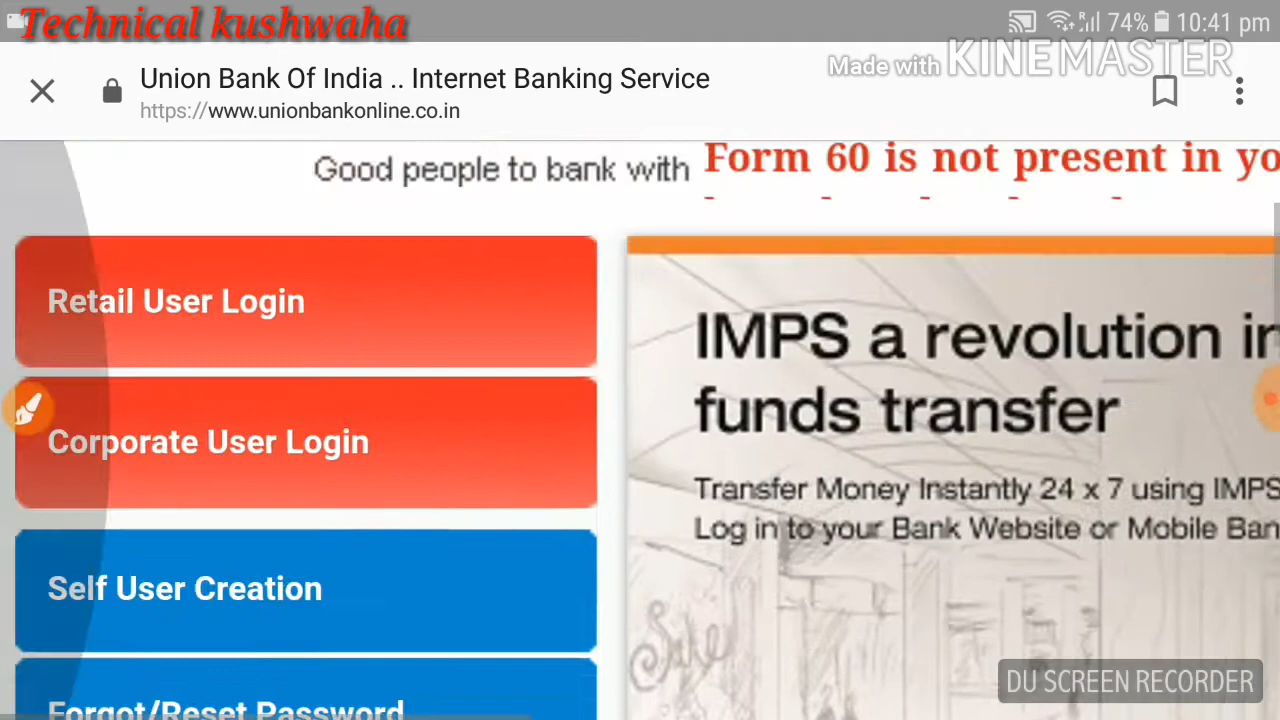 Technical kushwaha
74% 10:41 pm
Union Bank Of India .. Internet Banking Service
Made with KINEMASTER
https://www.unionbankonline.co.in
Good people to bank with
Form 60 is not present in yo
Retail User Login
IMPS a revolution in
funds transfer
Corporate User Login
Transfer Money Instantly 24 x 7 using IMPS
Log in to your Bank Website or Mobile Ban
Self User Creation
Sake!
DU SCREEN RECORDER
Forgot/Reset Password